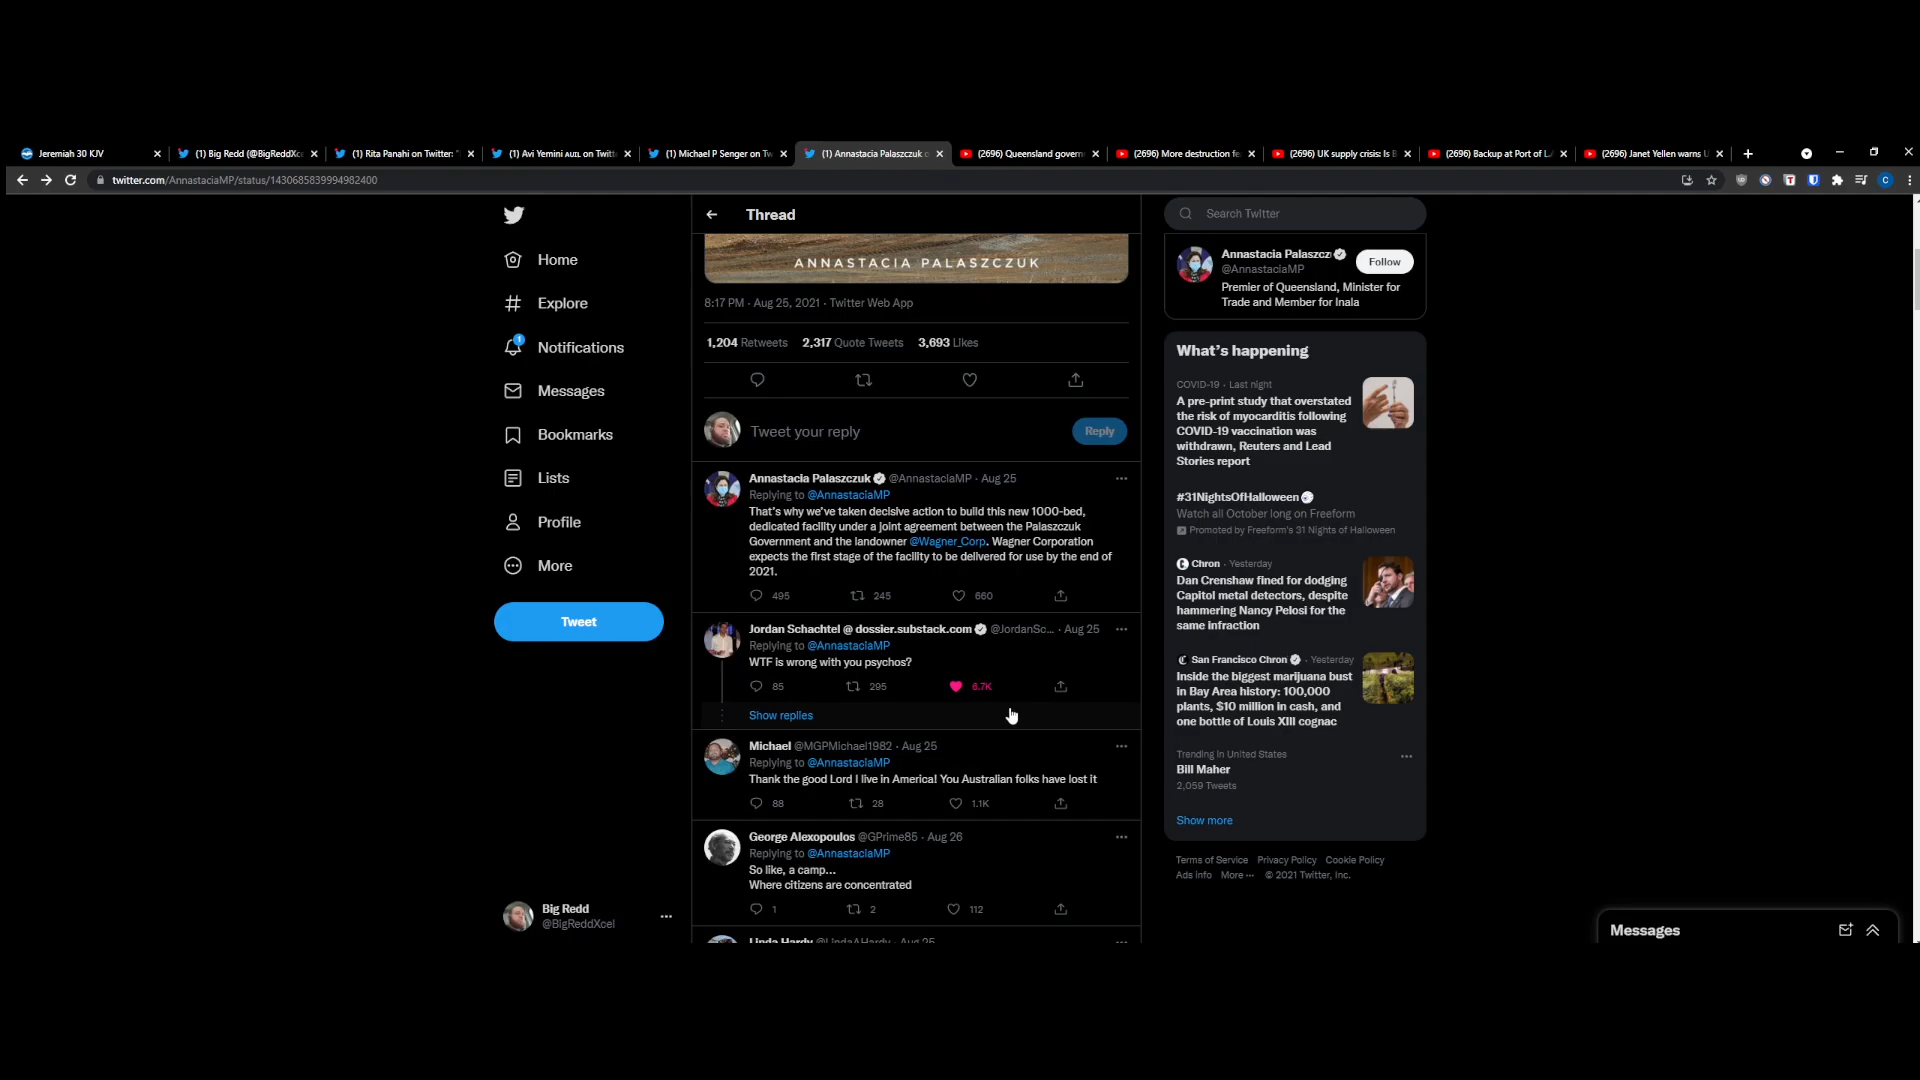 Jeremiah 30 KJV
(1) Big Redd (@BigReddXce
(1) Rita Panahi on Twitter: "
(1) Avi Yemini AUIL on Twitt
(1) Michael P Senger on Tw
(1) Annastacia Palaszczuk o
(2696) Queensland govern
(2696) More destruction fe
(2696) UK supply crisis: Is B
(2696) Backup at Port of L
(2696) Janet Yellen warns U
twitter.com/AnnastaciaMP/status/1430685839994982400
Thread
Search Twitter
Home
Explore
1
Notifications
Messages
Bookmarks
Lists
Profile
More
Tweet
Big Redd
@BigReddXcel
ANNASTACIA PALASZCZUK
8:17 PM · Aug 25, 2021 · Twitter Web App
1,204 Retweets 2,317 Quote Tweets 3,693 Likes
Tweet your reply
Reply
Annastacia Palaszczuk @AnnastaciaMP · Aug 25
Replying to @AnnastaciaMP
That's why we've taken decisive action to build this new 1000-bed,
dedicated facility under a joint agreement between the Palaszczuk
Government and the landowner @Wagner_Corp. Wagner Corporation
expects the first stage of the facility to be delivered for use by the end of
2021.
495 245 660
Jordan Schachtel @ dossier.substack.com @JordanSc... · Aug 25
Replying to @AnnastaciaMP
WTF is wrong with you psychos?
85 295 6.7K
Show replies
Michael @MGPMichael1982 · Aug 25
Replying to @AnnastaciaMP
Thank the good Lord I live in America! You Australian folks have lost it
88 28 1.1K
George Alexopoulos @GPrime85 · Aug 26
Replying to @AnnastaciaMP
So like, a camp...
Where citizens are concentrated
1 2 112
Linda Hardy @LindaAHardy · Aug 25
Annastacia Palaszcz
@AnnastaciaMP
Follow
Premier of Queensland, Minister for
Trade and Member for Inala
What's happening
COVID-19 · Last night
A pre-print study that overstated
the risk of myocarditis following
COVID-19 vaccination was
withdrawn, Reuters and Lead
Stories report
#31NightsOfHalloween
Watch all October long on Freeform
Promoted by Freeform's 31 Nights of Halloween
Chron · Yesterday
Dan Crenshaw fined for dodging
Capitol metal detectors, despite
hammering Nancy Pelosi for the
same infraction
San Francisco Chron · Yesterday
Inside the biggest marijuana bust
in Bay Area history: 100,000
plants, $10 million in cash, and
one bottle of Louis XIII cognac
Trending in United States
Bill Maher
2,059 Tweets
Show more
Terms of Service Privacy Policy Cookie Policy
Ads info More ··· © 2021 Twitter, Inc.
Messages